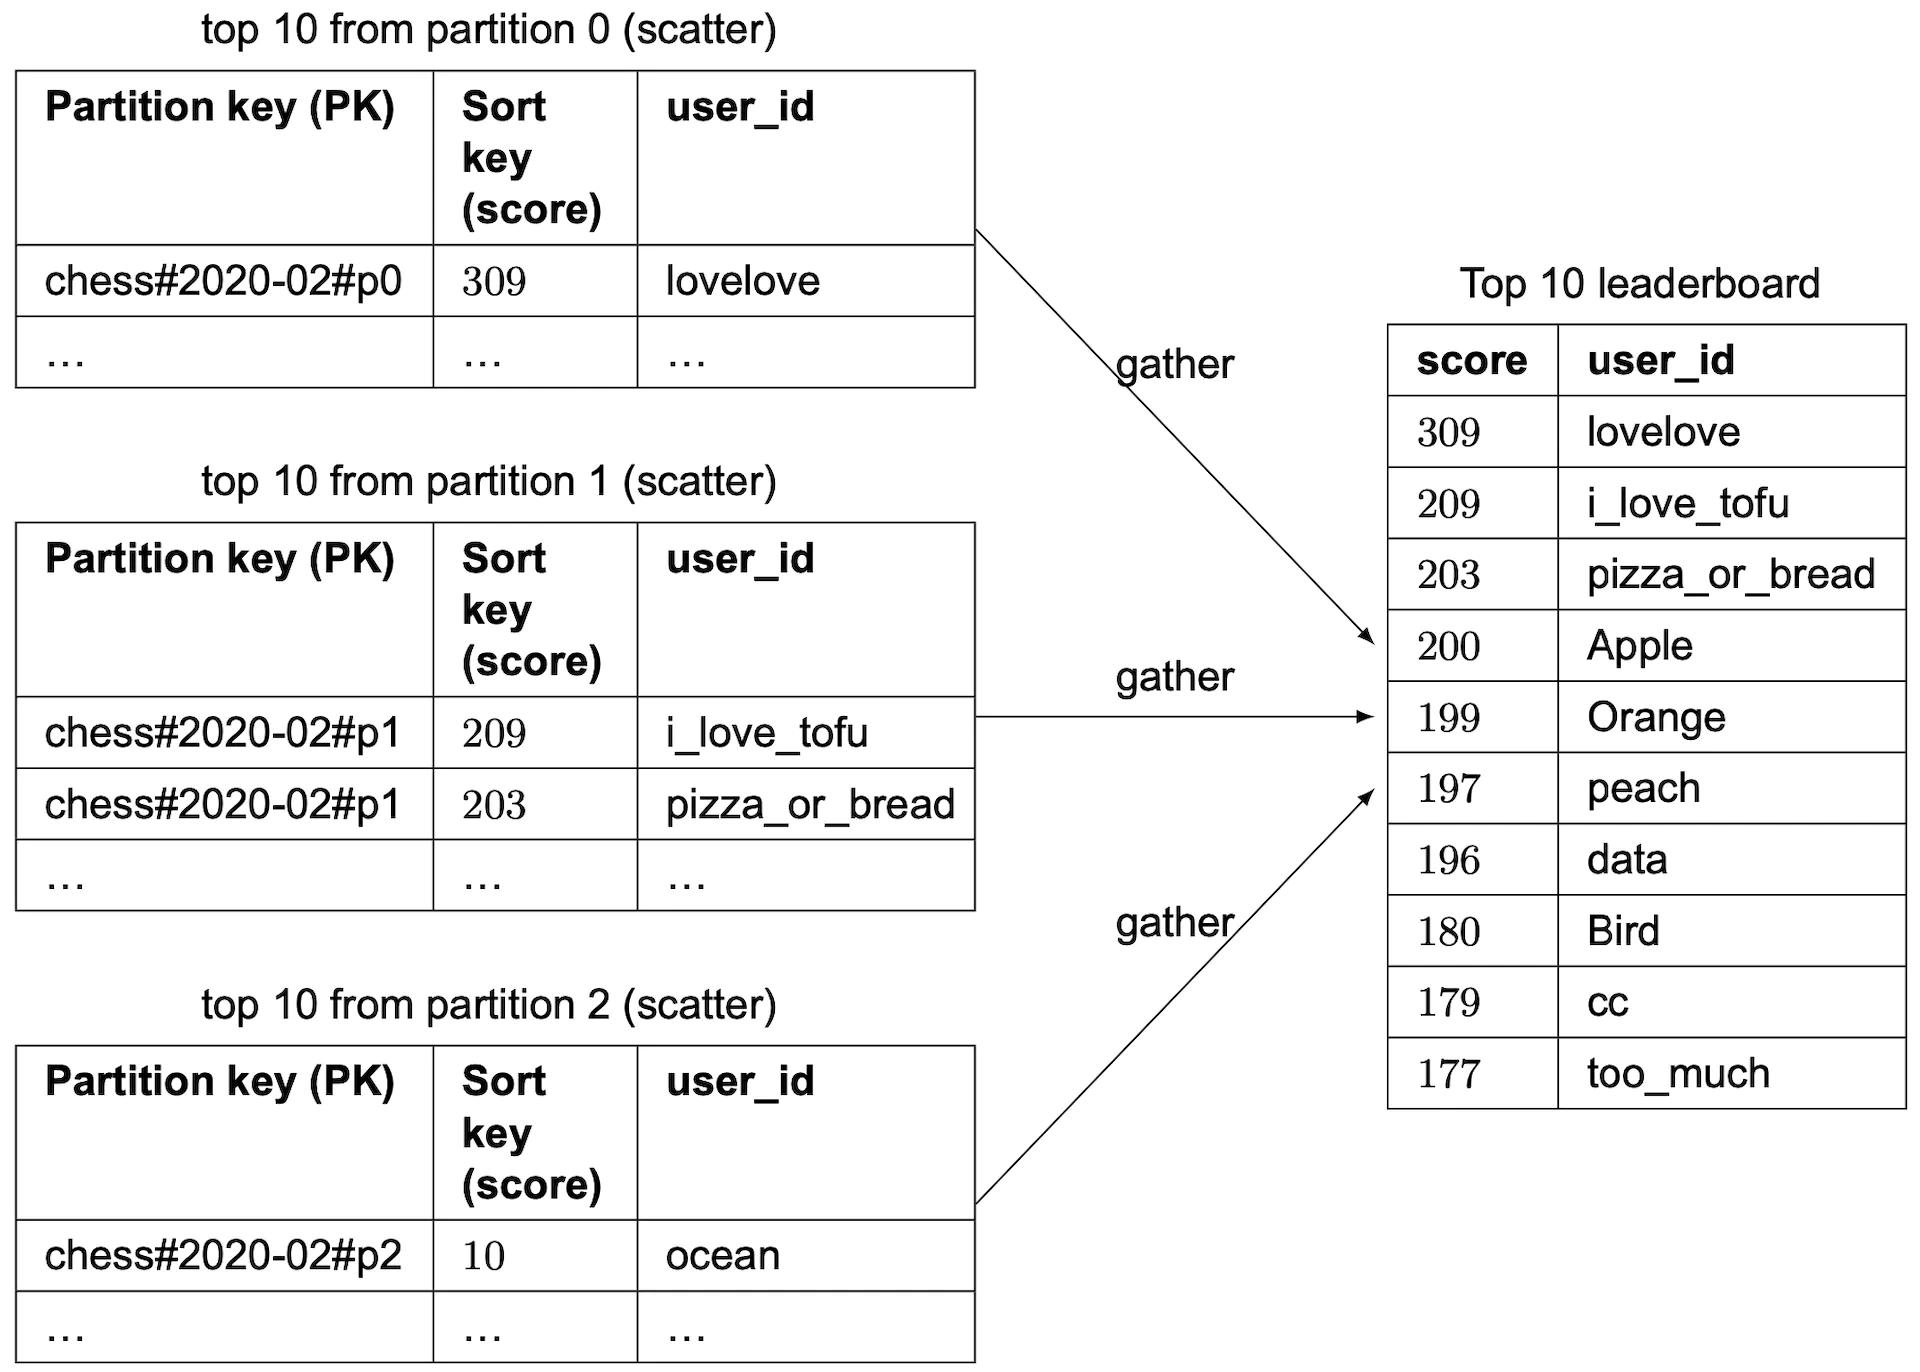 top 10 from partition 0 (scatter)
Partition key (PK) Sort key (score) user_id
chess#2020-02#p0 309 lovelove
… … …
gather
top 10 from partition 1 (scatter)
Partition key (PK) Sort key (score) user_id
chess#2020-02#p1 209 i_love_tofu
chess#2020-02#p1 203 pizza_or_bread
… … …
gather
top 10 from partition 2 (scatter)
Partition key (PK) Sort key (score) user_id
chess#2020-02#p2 10 ocean
… … …
gather
Top 10 leaderboard
score user_id
309 lovelove
209 i_love_tofu
203 pizza_or_bread
200 Apple
199 Orange
197 peach
196 data
180 Bird
179 cc
177 too_much